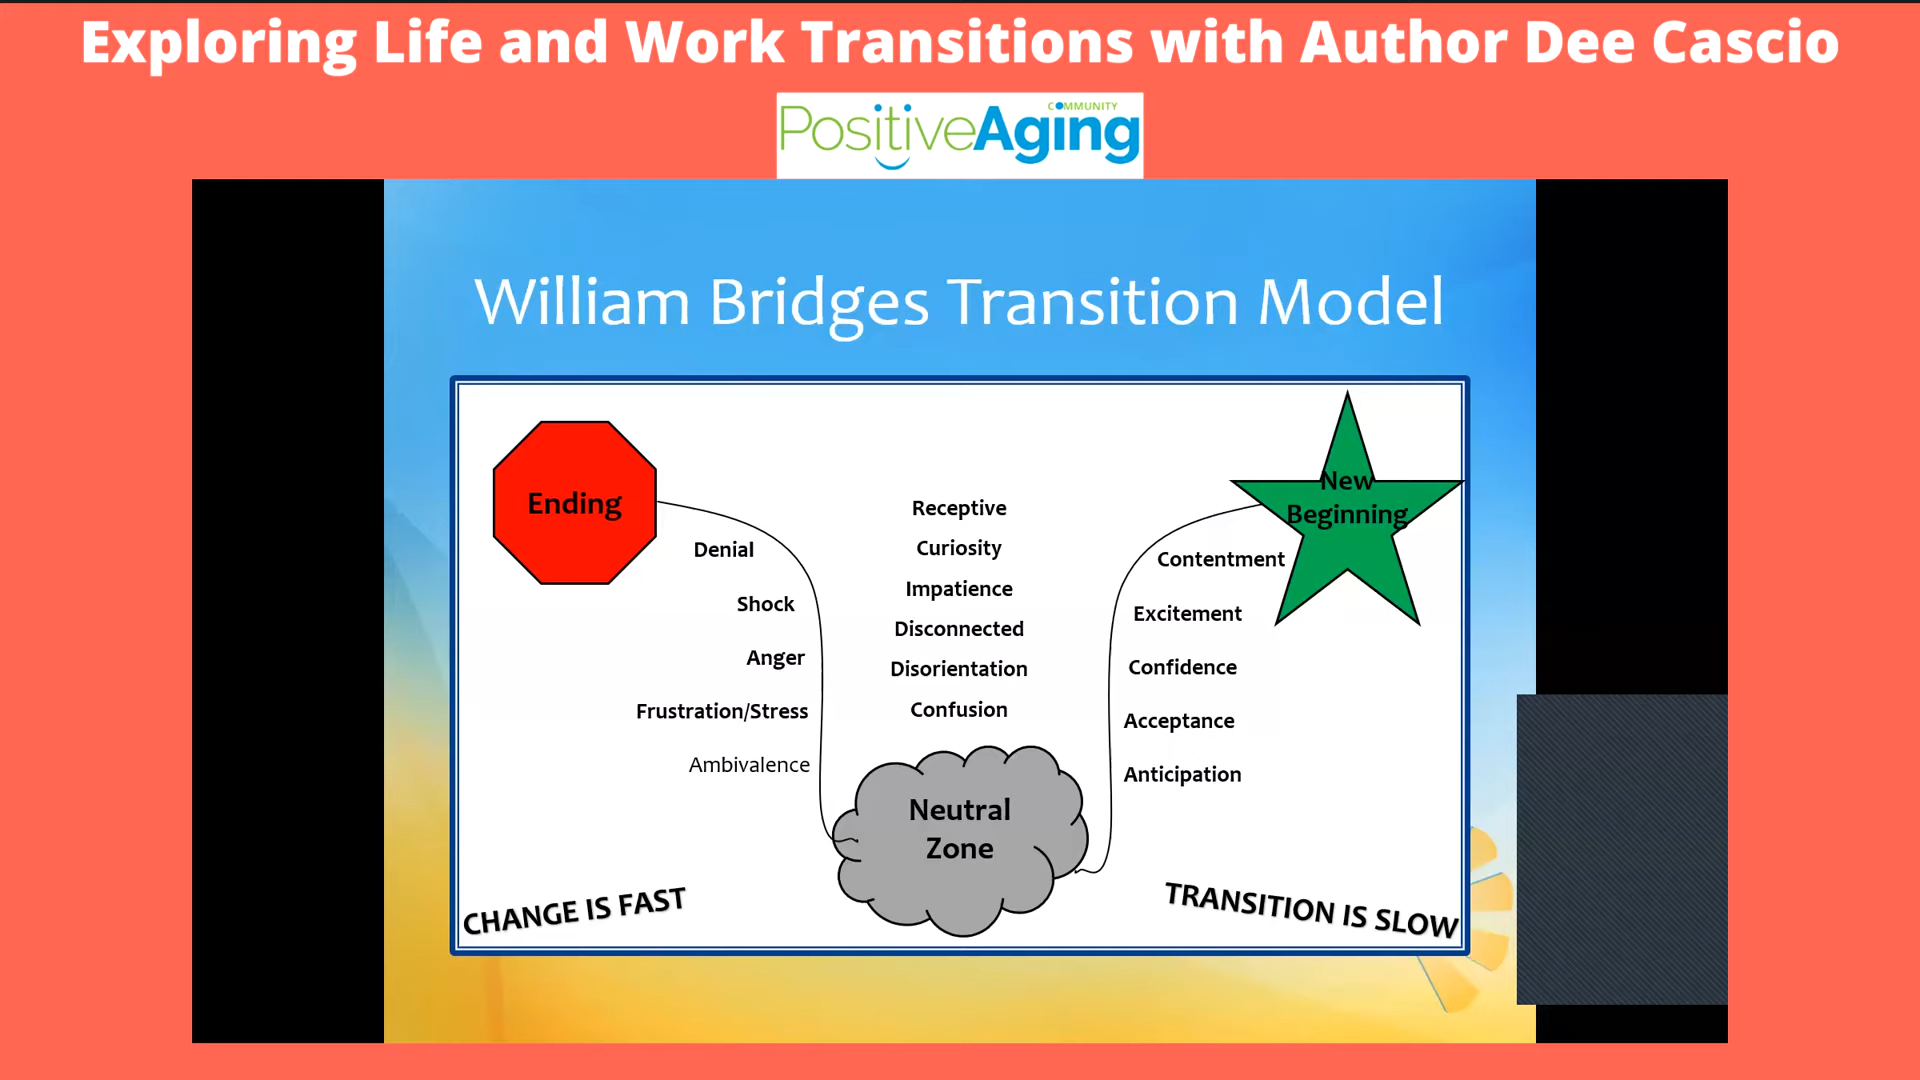 Exploring Life and Work Transitions with Author Dee Cascio
COMMUNITY
PositiveAging
William Bridges Transition Model
Ending
Denial
Shock
Anger
Frustration/Stress
Ambivalence
Receptive
Curiosity
Impatience
Disconnected
Disorientation
Confusion
Neutral
Zone
New
Beginning
Contentment
Excitement
Confidence
Acceptance
Anticipation
CHANGE IS FAST
TRANSITION IS SLOW